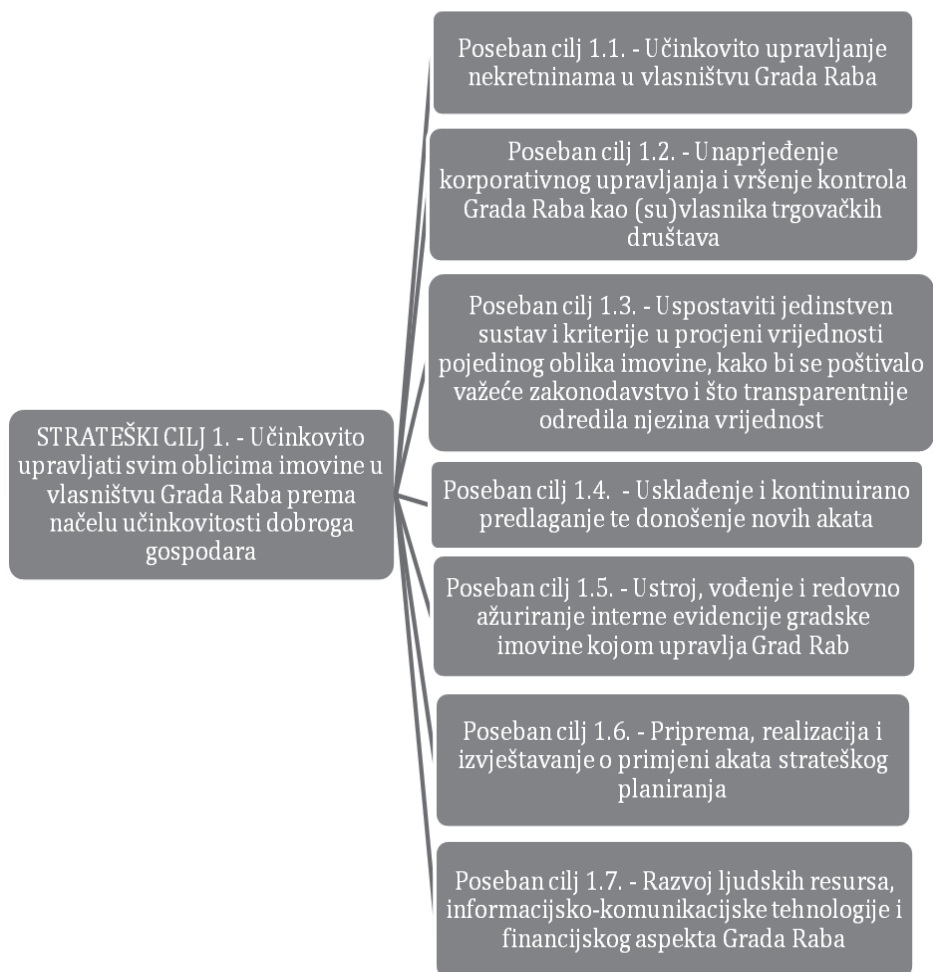 STRATEŠKI CILJ 1. - Učinkovito
upravljati svim oblicima imovine u
vlasništvu Grada Raba prema
načelu učinkovitosti dobroga
gospodara
Poseban cilj 1.1. - Učinkovito upravljanje
nekretninama u vlasništvu Grada Raba
Poseban cilj 1.2. - Unaprjeđenje
korporativnog upravljanja i vršenje kontrola
Grada Raba kao (su)vlasnika trgovačkih
društava
Poseban cilj 1.3. - Uspostaviti jedinstven
sustav i kriterije u procjeni vrijednosti
pojedinog oblika imovine, kako bi se poštivalo
važeće zakonodavstvo i što transparentnije
odredila njezina vrijednost
Poseban cilj 1.4. - Usklađenje i kontinuirano
predlaganje te donošenje novih akata
Poseban cilj 1.5. - Ustroj, vođenje i redovno
ažuriranje interne evidencije gradske
imovine kojom upravlja Grad Rab
Poseban cilj 1.6. - Priprema, realizacija i
izvještavanje o primjeni akata strateškog
planiranja
Poseban cilj 1.7. - Razvoj ljudskih resursa,
informacijsko-komunikacijske tehnologije i
financijskog aspekta Grada Raba